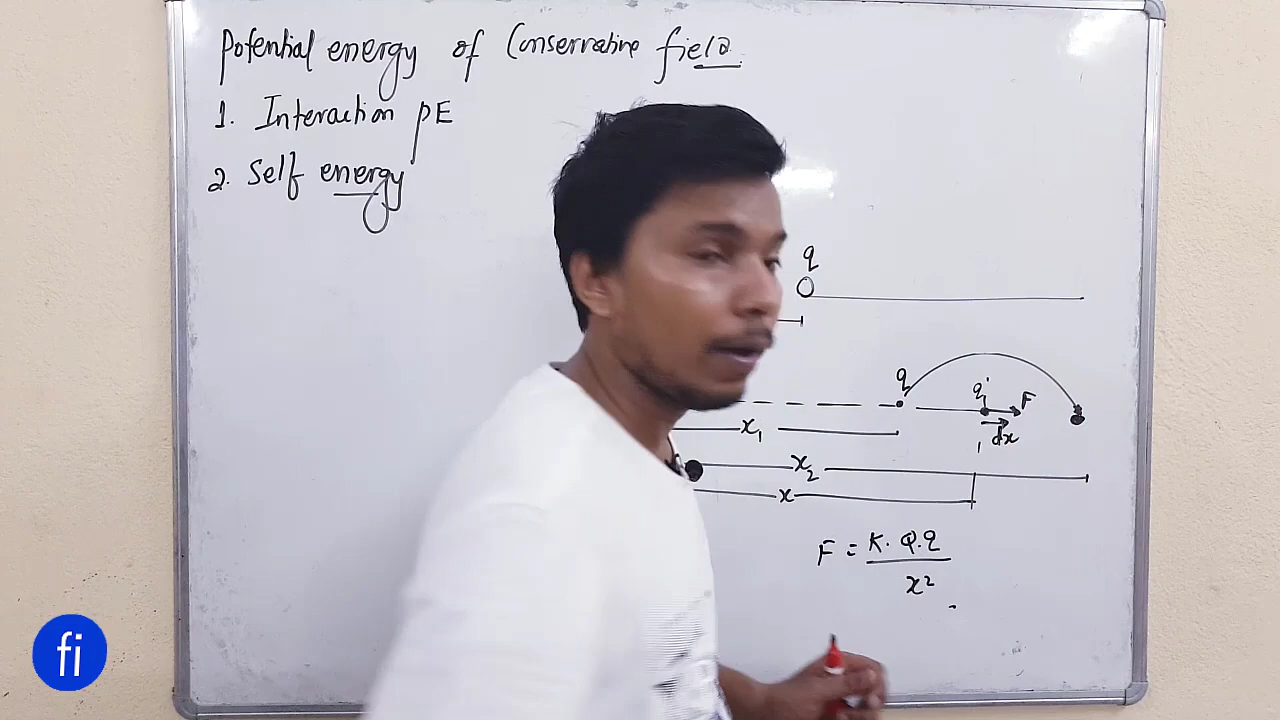 Potential energy of Conservative field
1. Interaction PE
2. Self energy
q
q
q F
dx
x₁
x₂
x
F = K. Q.q
x²
fi